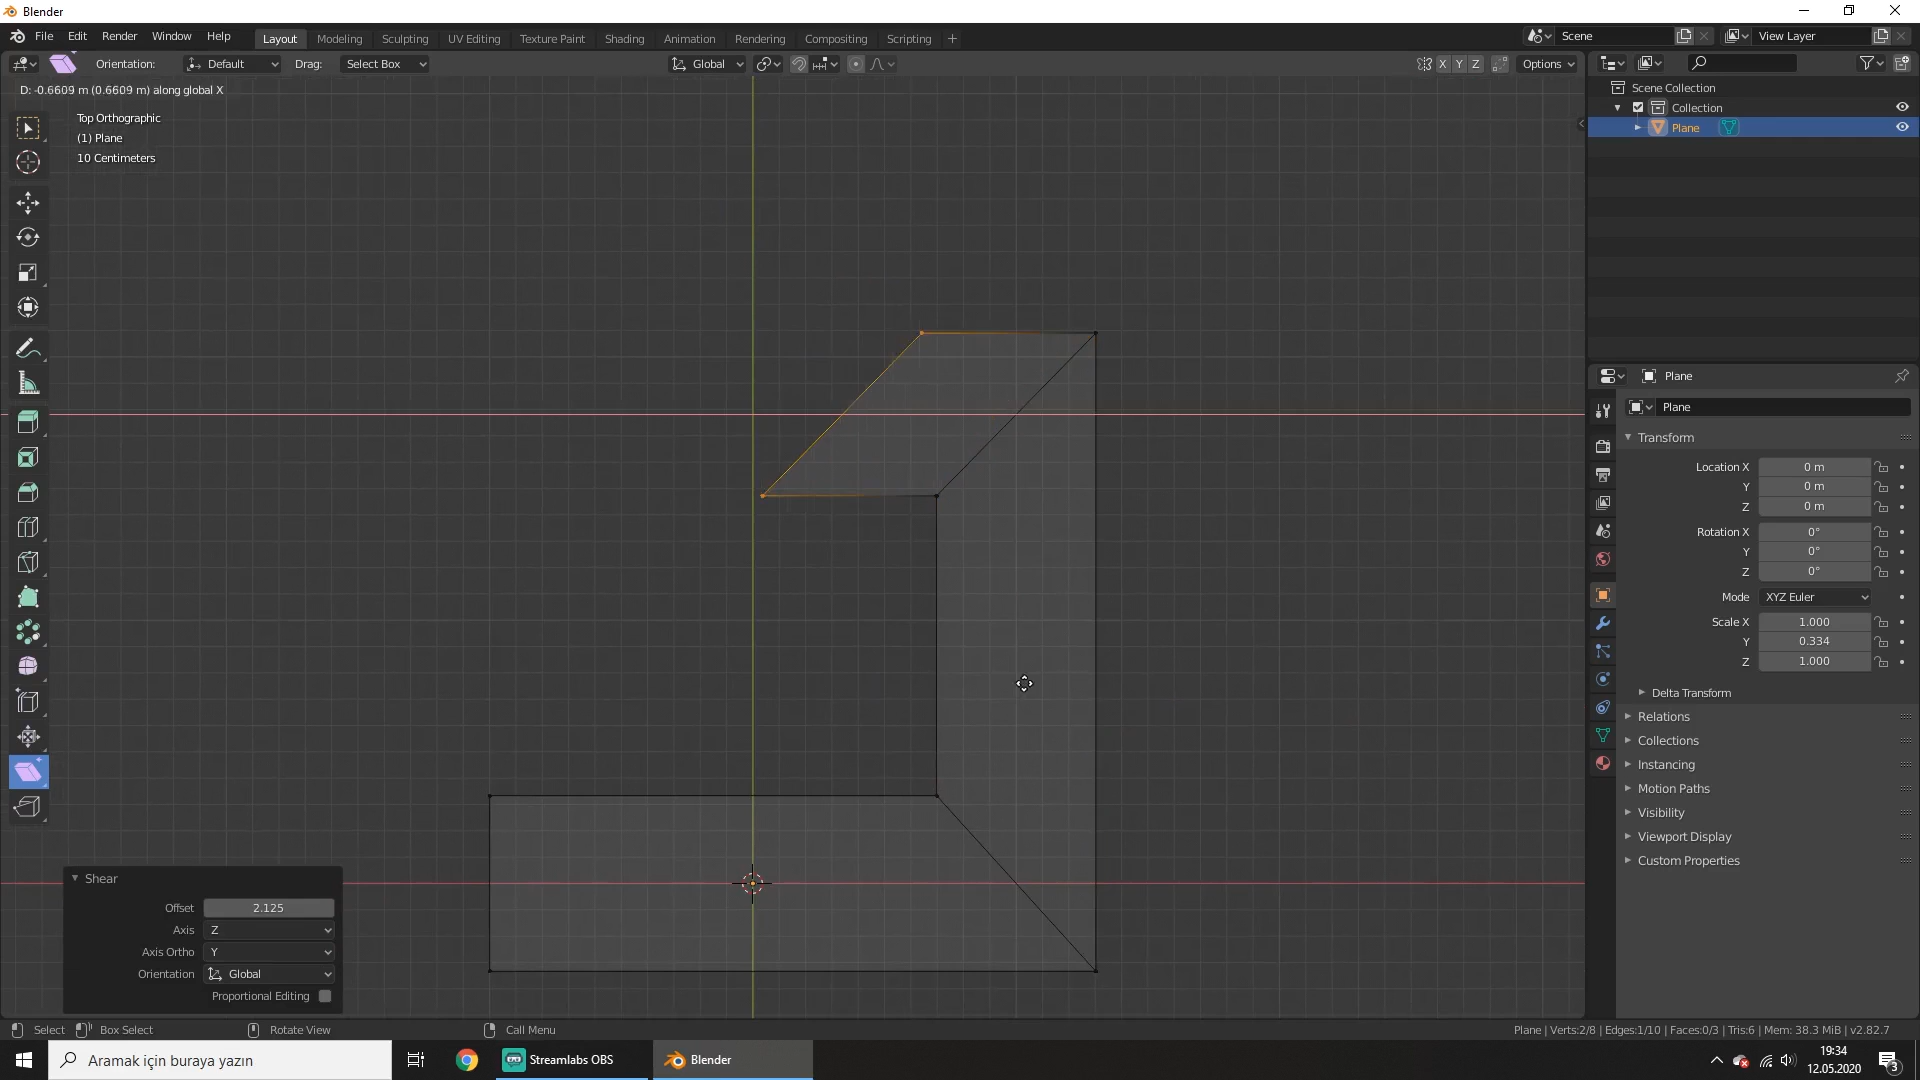 Blender
File Edit Render Window Help Layout Modeling Sculpting UV Editing Texture Paint Shading Animation Rendering Compositing Scripting + Scene View Layer
Orientation: Default Drag: Select Box Global X Y Z Options
D: -0.6609 m (0.6609 m) along global X
Top Orthographic
(1) Plane
10 Centimeters
Scene Collection
Collection
Plane
Plane
Plane
Transform
Location X 0 m
Y 0 m
Z 0 m
Rotation X 0°
Y 0°
Z 0°
Mode XYZ Euler
Scale X 1.000
Y 0.334
Z 1.000
Delta Transform
Relations
Collections
Instancing
Motion Paths
Visibility
Viewport Display
Custom Properties
Shear
Offset 2.125
Axis Z
Axis Ortho Y
Orientation Global
Proportional Editing
Select Box Select Rotate View Call Menu Plane | Verts:2/8 | Edges:1/10 | Faces:0/3 | Tris:6 | Mem: 38.3 MiB | v2.82.7
Aramak için buraya yazın Streamlabs OBS Blender 19:34
12.05.2020
3